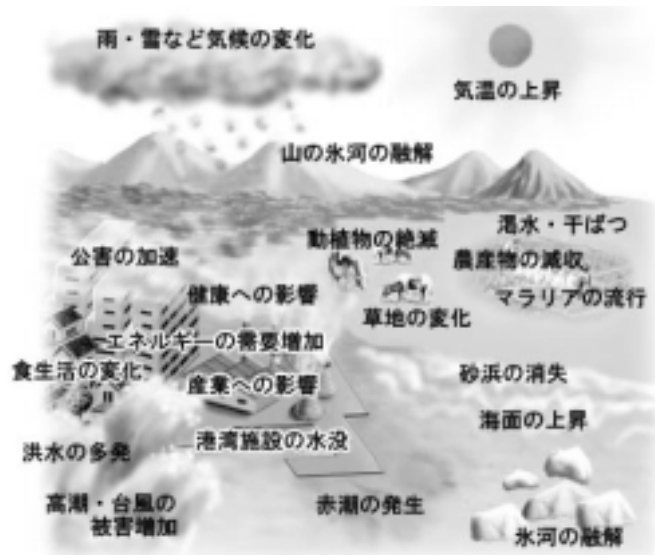 雨・雪など気候の変化
気温の上昇
山の氷河の融解
渇水・干ばつ
動植物の絶滅
公害の加速
農産物の減収
健康への影響
マラリアの流行
草地の変化
エネルギーの需要増加
食生活の変化
産業への影響
砂浜の消失
海面の上昇
港湾施設の水没
洪水の多発
高潮・台風の
被害増加
赤潮の発生
氷河の融解